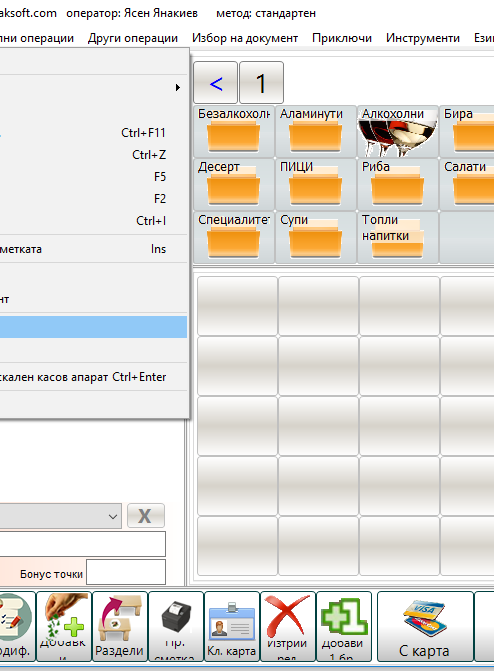 aksoft.com оператор: Ясен Янакиев метод: стандартен
лни операции Други операции Избор на документ Приключи Инструменти Ези
< 1
Безалкохолн Аламинути Алкохолни Бира
Ctrl+F11
Ctrl+Z
Десерт ПИЦИ Риба Салати
F5
F2
Ctrl+I
Специалитет Супи Топли напитки
метката Ins
нт
скален касов апарат Ctrl+Enter
X
Бонус точки
одиф. Добавки Раздели Пр. сметка Кл. карта Изтрий ред Добави 1 бр. С карта